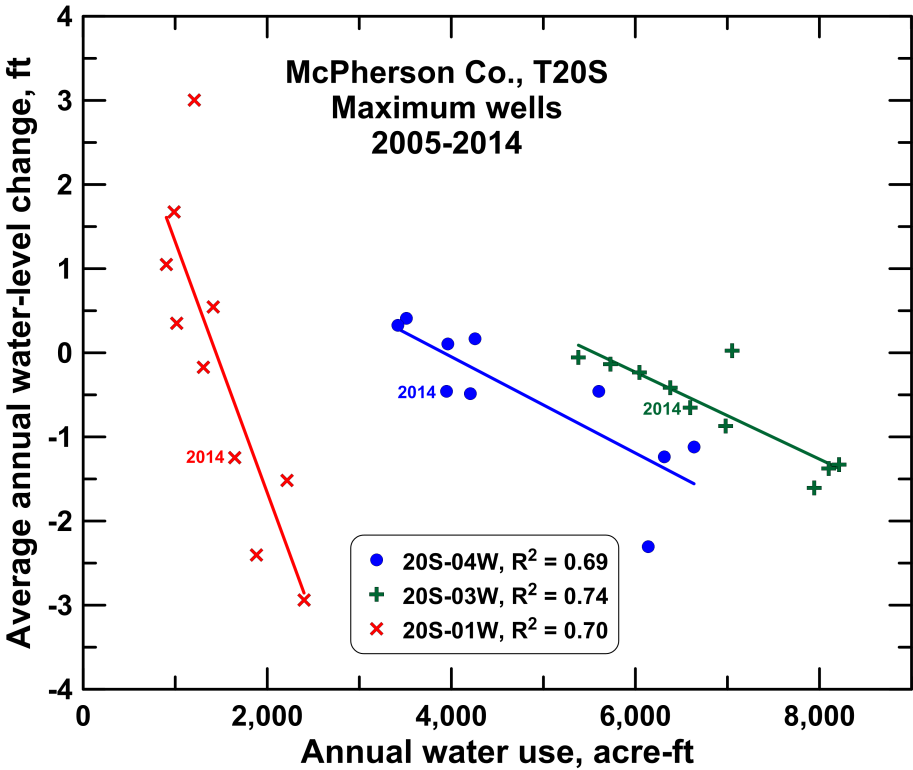 McPherson Co., T20S
Maximum wells
2005-2014
Average annual water-level change, ft
4
3
2
1
0
-1
-2
-3
-4
2014
2014
2014
20S-04W, R² = 0.69
20S-03W, R² = 0.74
20S-01W, R² = 0.70
0 2,000 4,000 6,000 8,000
Annual water use, acre-ft